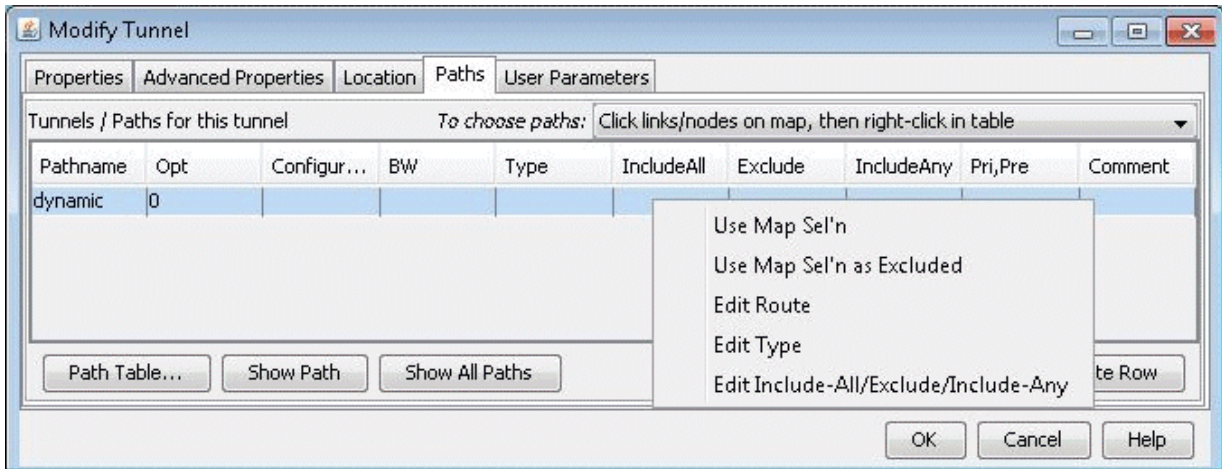 Modify Tunnel
Properties Advanced Properties Location Paths User Parameters
Tunnels / Paths for this tunnel To choose paths: Click links/nodes on map, then right-click in table
Pathname Opt Configur... BW Type IncludeAll Exclude IncludeAny Pri,Pre Comment
dynamic 0
Use Map Sel'n
Use Map Sel'n as Excluded
Edit Route
Edit Type
Edit Include-All/Exclude/Include-Any
Path Table... Show Path Show All Paths te Row
OK Cancel Help